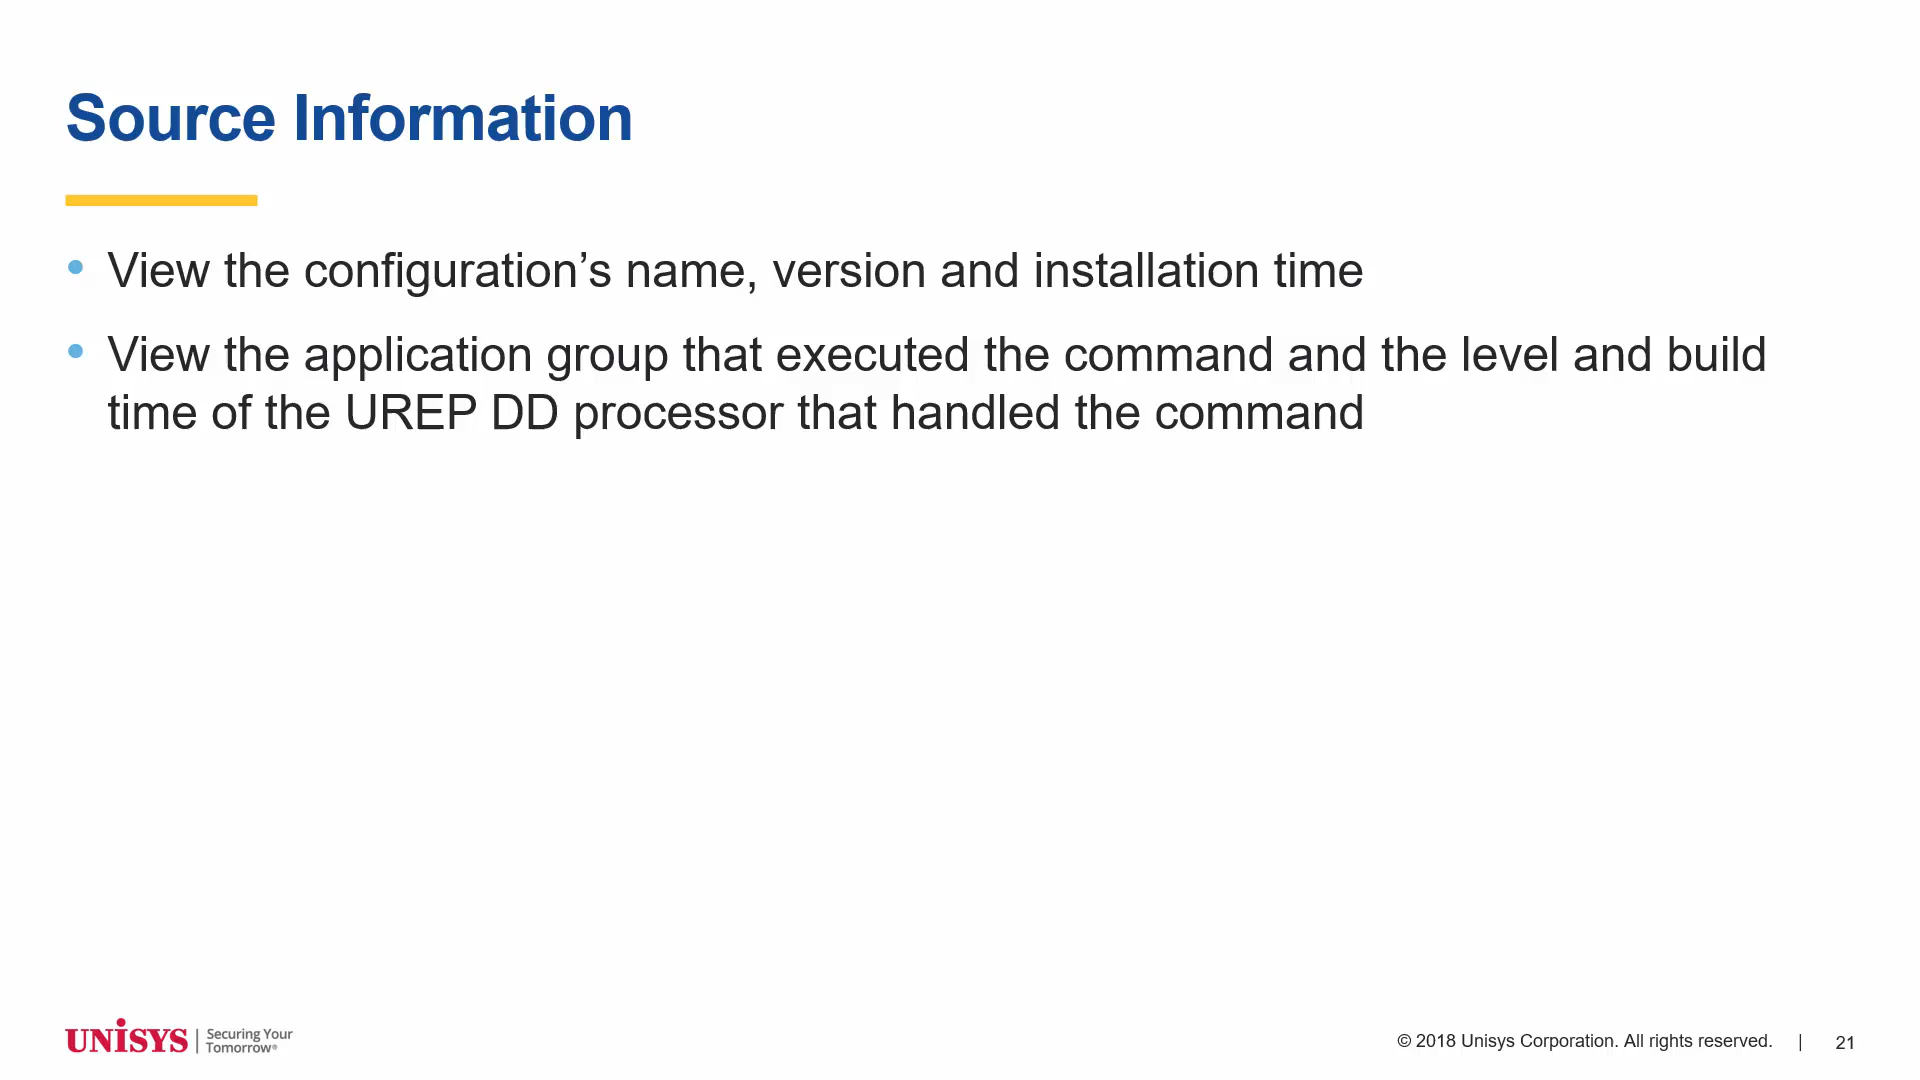 Source Information
• View the configuration’s name, version and installation time
• View the application group that executed the command and the level and build
time of the UREP DD processor that handled the command
UNiSYS | Securing Your
Tomorrow®
© 2018 Unisys Corporation. All rights reserved. | 21